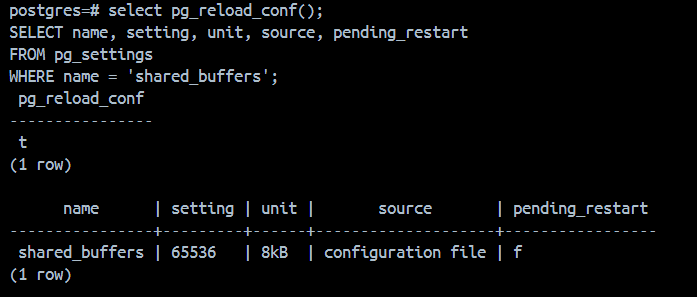 postgres=# select pg_reload_conf();
SELECT name, setting, unit, source, pending_restart
FROM pg_settings
WHERE name = 'shared_buffers';
 pg_reload_conf
----------------
 t
(1 row)

      name      | setting | unit |       source       | pending_restart
----------------+---------+------+--------------------+-----------------
 shared_buffers | 65536   | 8kB  | configuration file | f
(1 row)